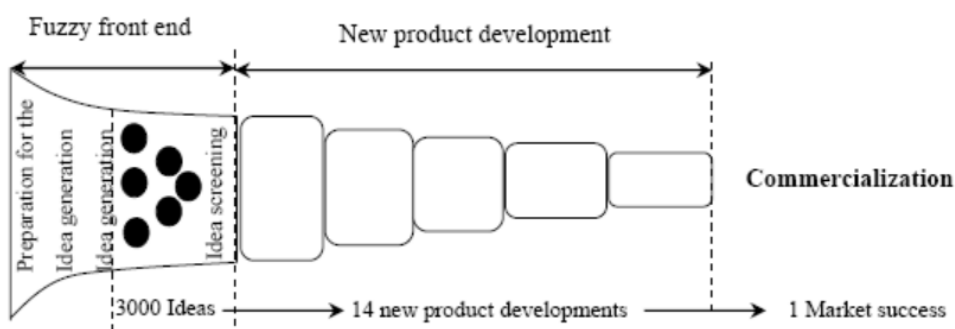 Fuzzy front end
New product development
Preparation for the
Idea generation
Idea generation
Idea screening
Commercialization
3000 Ideas
14 new product developments
1 Market success